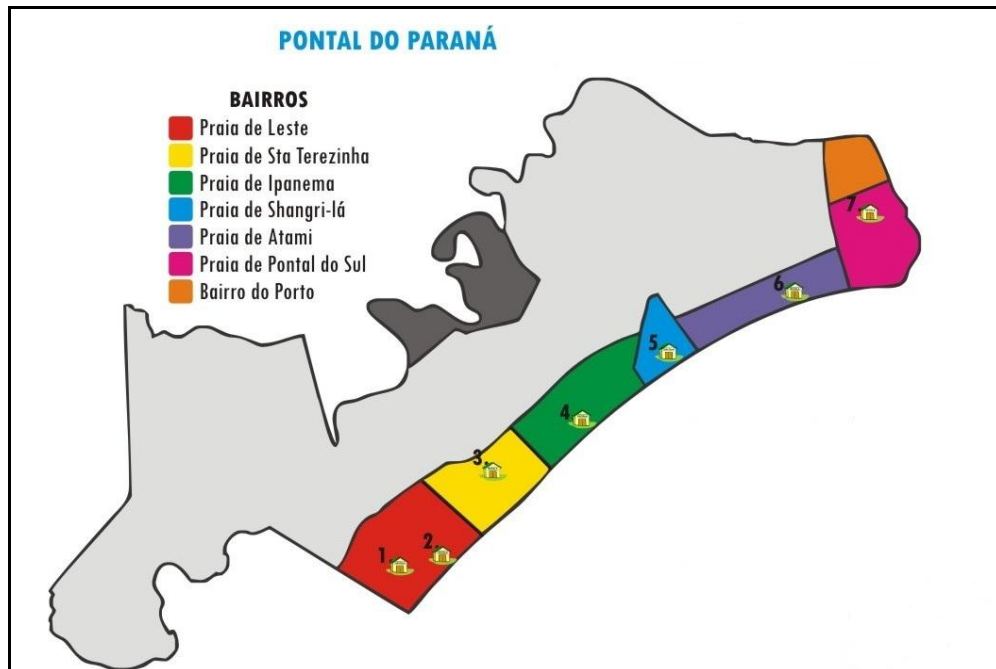 PONTAL DO PARANÁ
BAIRROS
Praia de Leste
Praia de Sta Terezinha
Praia de Ipanema
Praia de Shangri-lá
Praia de Atami
Praia de Pontal do Sul
Bairro do Porto
7.
6.
5
4.
3.
2.
1.